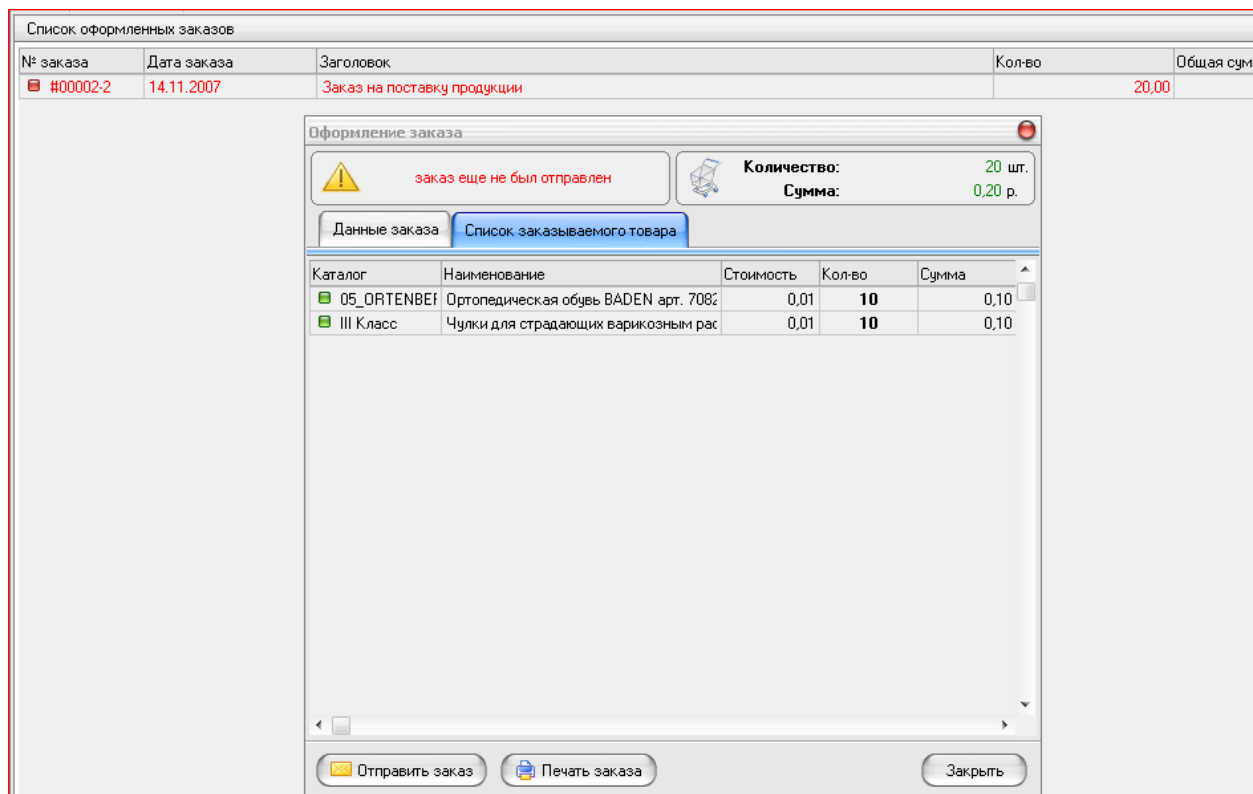 Список оформленных заказов
№ заказа Дата заказа Заголовок Кол-во Общая сум
#00002-2 14.11.2007 Заказ на поставку продукции 20,00
Оформление заказа
заказ еще не был отправлен
Количество: 20 шт.
Сумма: 0,20 р.
Данные заказа Список заказываемого товара
Каталог Наименование Стоимость Кол-во Сумма
05_ORTENBEF Ортопедическая обувь BADEN арт. 7082 0,01 10 0,10
III Класс Чулки для страдающих варикозным рас 0,01 10 0,10
Отправить заказ Печать заказа Закрыть